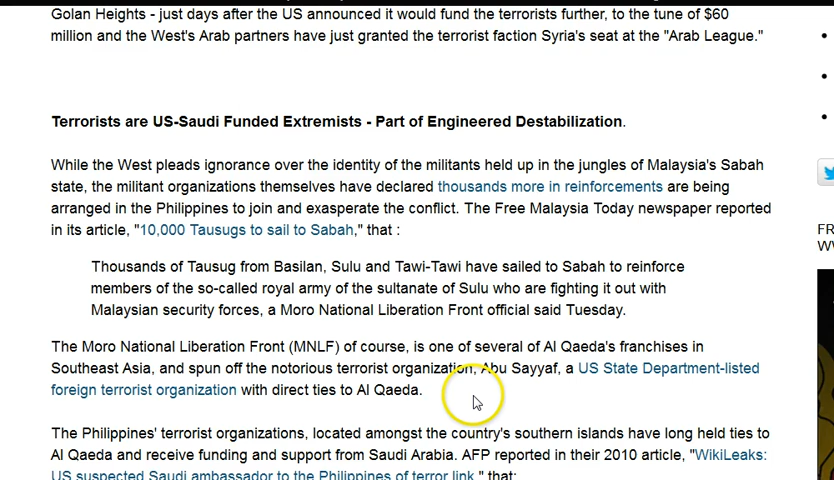 Golan Heights - just days after the US announced it would fund the terrorists further, to the tune of $60
million and the West's Arab partners have just granted the terrorist faction Syria's seat at the "Arab League."
Terrorists are US-Saudi Funded Extremists - Part of Engineered Destabilization.
While the West pleads ignorance over the identity of the militants held up in the jungles of Malaysia's Sabah
state, the militant organizations themselves have declared thousands more in reinforcements are being
arranged in the Philippines to join and exasperate the conflict. The Free Malaysia Today newspaper reported
in its article, "10,000 Tausugs to sail to Sabah," that :
Thousands of Tausug from Basilan, Sulu and Tawi-Tawi have sailed to Sabah to reinforce
members of the so-called royal army of the sultanate of Sulu who are fighting it out with
Malaysian security forces, a Moro National Liberation Front official said Tuesday.
The Moro National Liberation Front (MNLF) of course, is one of several of Al Qaeda's franchises in
Southeast Asia, and spun off the notorious terrorist organization, Abu Sayyaf, a US State Department-listed
foreign terrorist organization with direct ties to Al Qaeda.
The Philippines' terrorist organizations, located amongst the country's southern islands have long held ties to
Al Qaeda and receive funding and support from Saudi Arabia. AFP reported in their 2010 article, "WikiLeaks:
US suspected Saudi ambassador to the Philippines of terror link," that:
FR